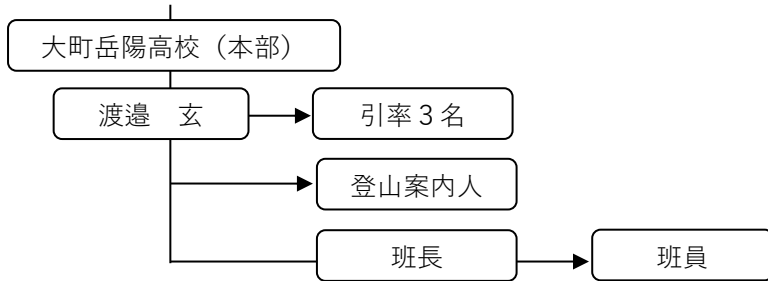 大町岳陽高校（本部）
渡邉　玄
引率３名
登山案内人
班長
班員